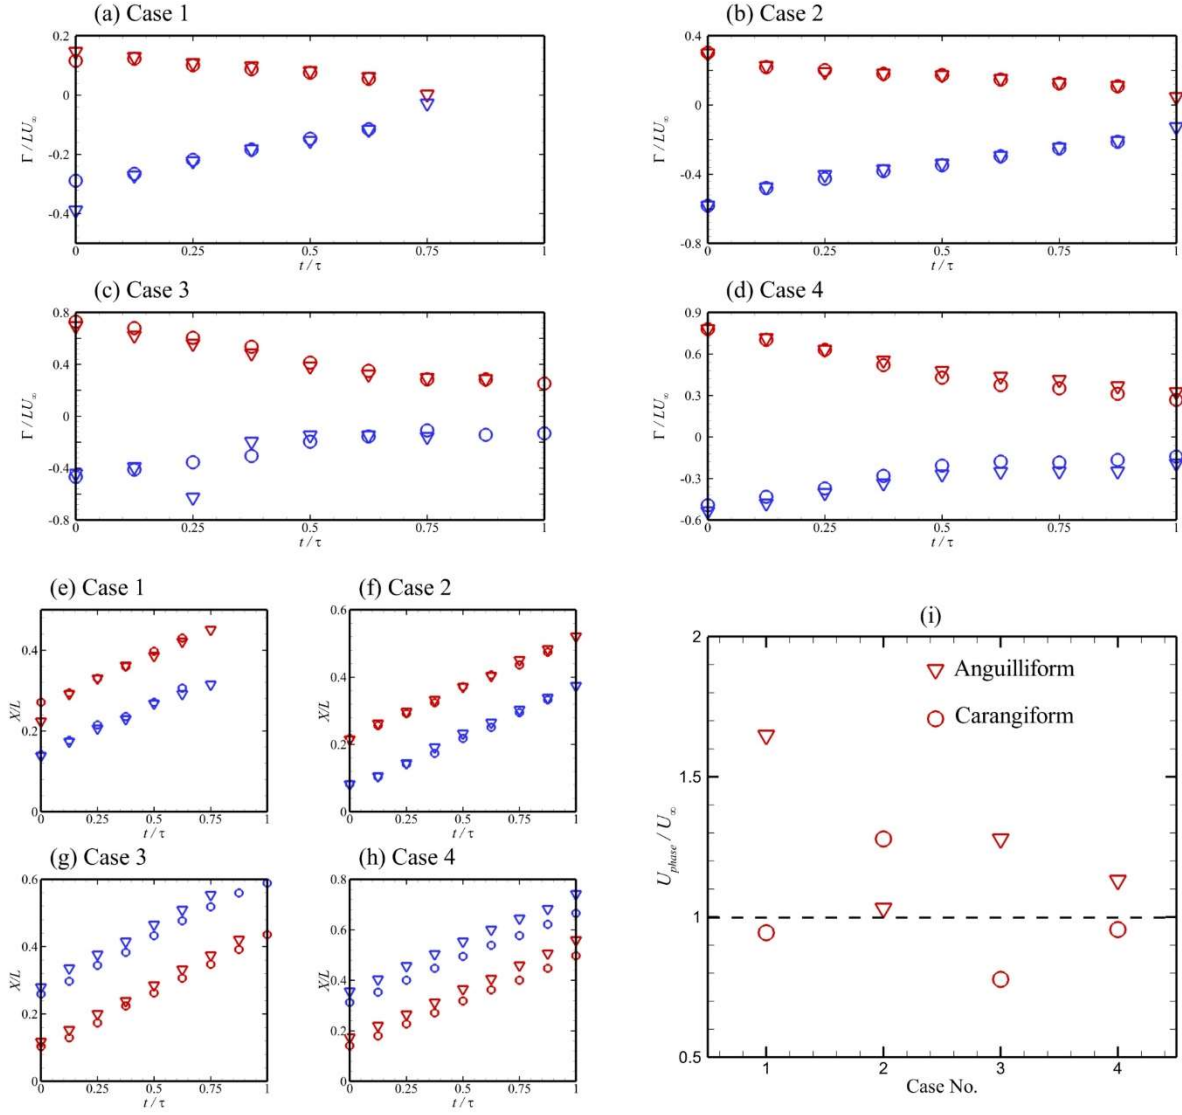 (a) Case 1
0.2
0
-0.2
-0.4
Γ / LU∞
0 0.25 0.5 0.75 1
t / τ
(b) Case 2
0.4
0
-0.4
-0.8
Γ / LU∞
0 0.25 0.5 0.75 1
t / τ
(c) Case 3
0.8
0.4
0
-0.4
-0.8
Γ / LU∞
0 0.25 0.5 0.75 1
t / τ
(d) Case 4
0.9
0.6
0.3
0
-0.3
-0.6
Γ / LU∞
0 0.25 0.5 0.75 1
t / τ
(e) Case 1
0.4
0.2
0
X/L
0 0.25 0.5 0.75 1
t / τ
(f) Case 2
0.6
0.4
0.2
0
X/L
0 0.25 0.5 0.75 1
t / τ
(g) Case 3
0.6
0.4
0.2
0
X/L
0 0.25 0.5 0.75 1
t / τ
(h) Case 4
0.8
0.6
0.4
0.2
0
X/L
0 0.25 0.5 0.75 1
t / τ
(i)
2
1.5
1
0.5
U_phase / U∞
Anguilliform
Carangiform
1 2 3 4
Case No.